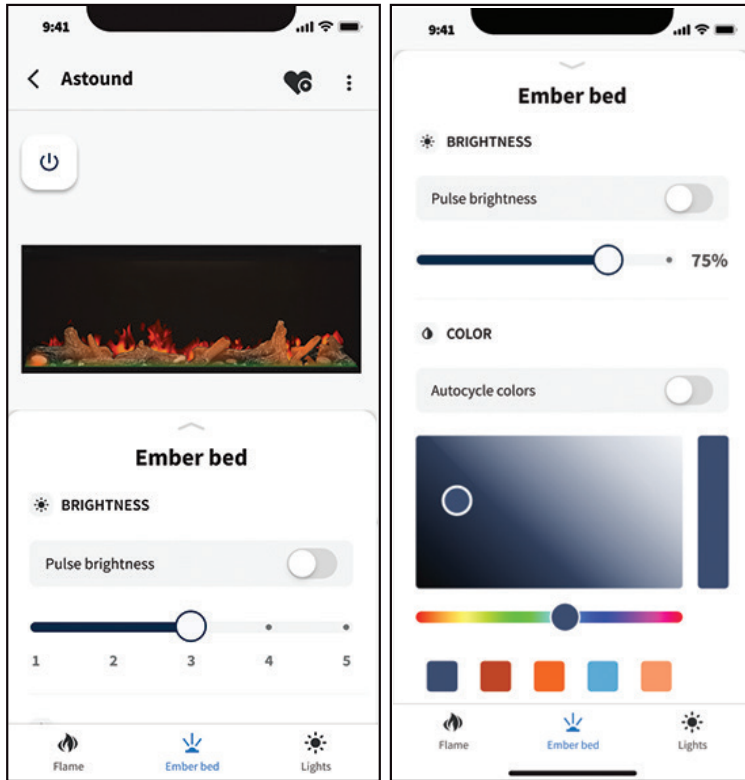 9:41
Astound
Ember bed
BRIGHTNESS
Pulse brightness
1 2 3 4 5
Flame Ember bed Lights
9:41
Ember bed
BRIGHTNESS
Pulse brightness
75%
COLOR
Autocycle colors
Flame Ember bed Lights